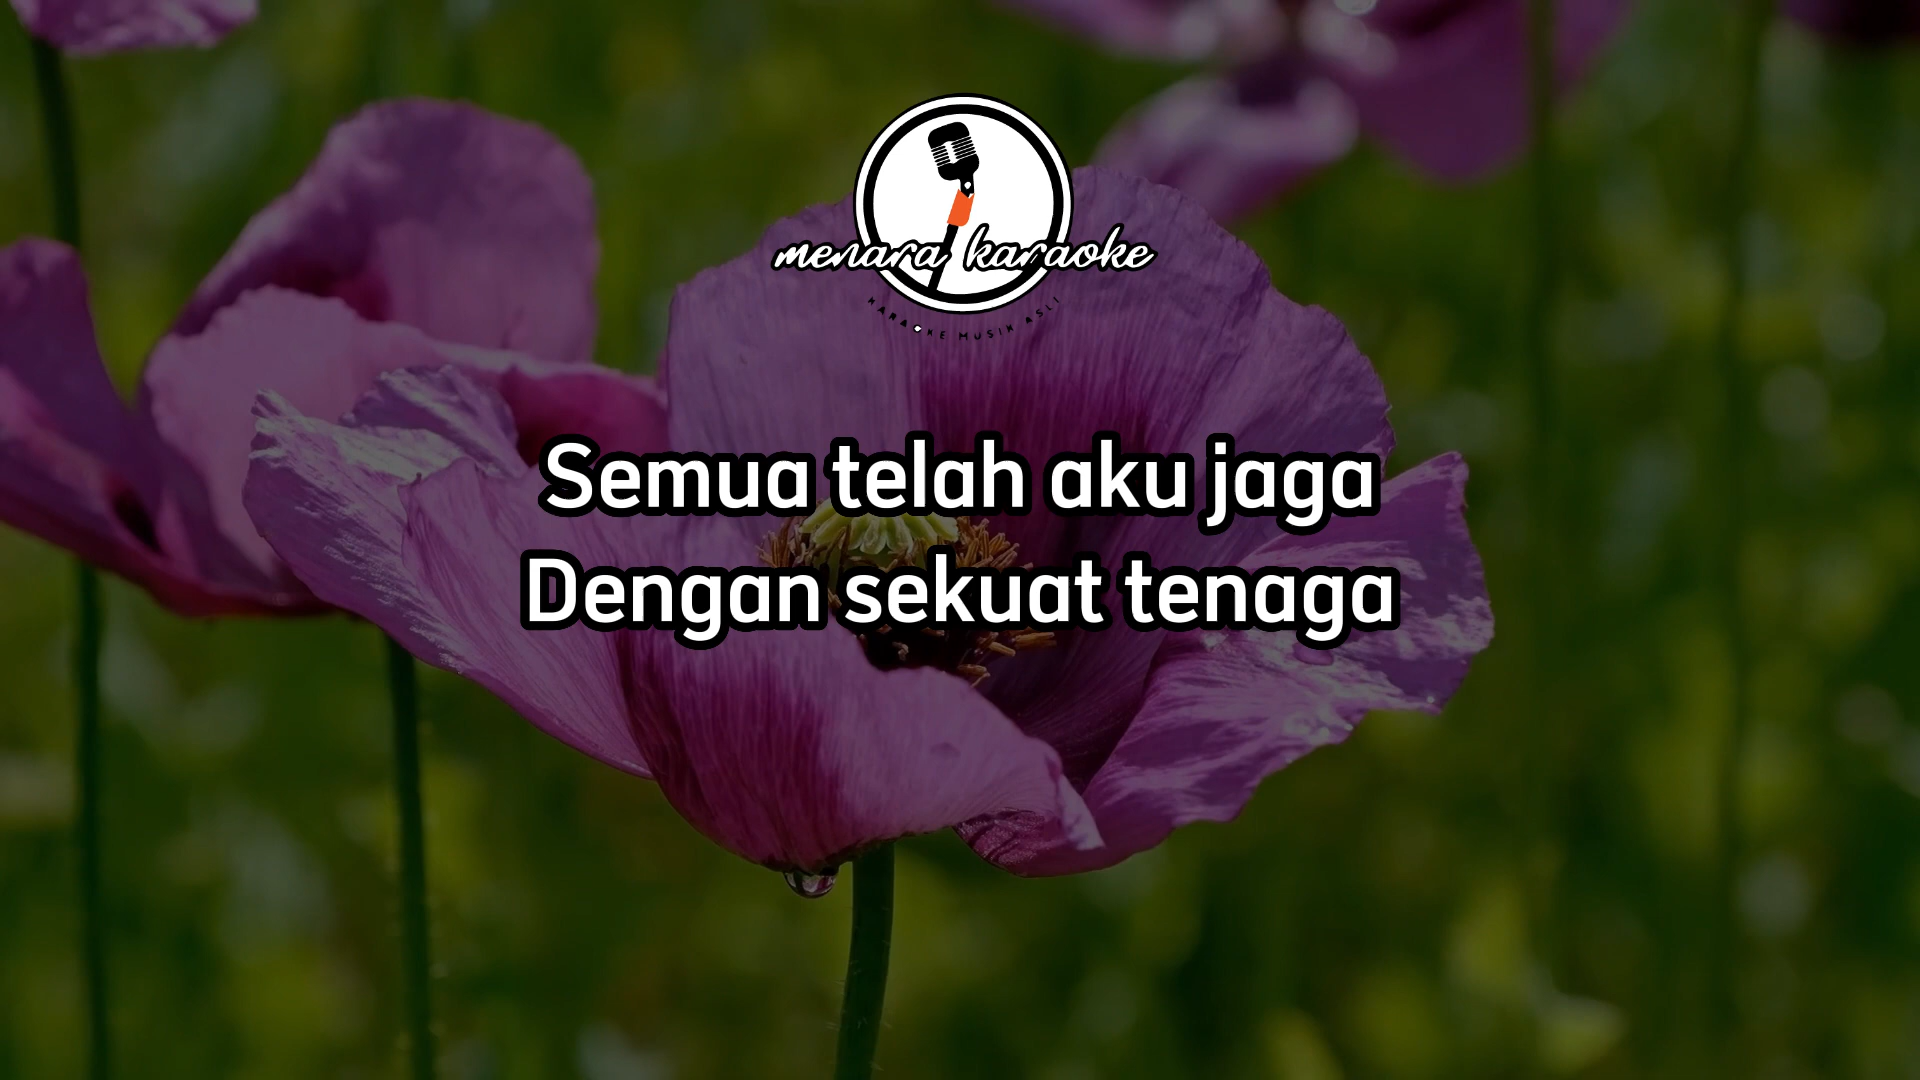 menara karaoke
KARAOKE MUSIK ASLI
Semua telah aku jaga
Dengan sekuat tenaga